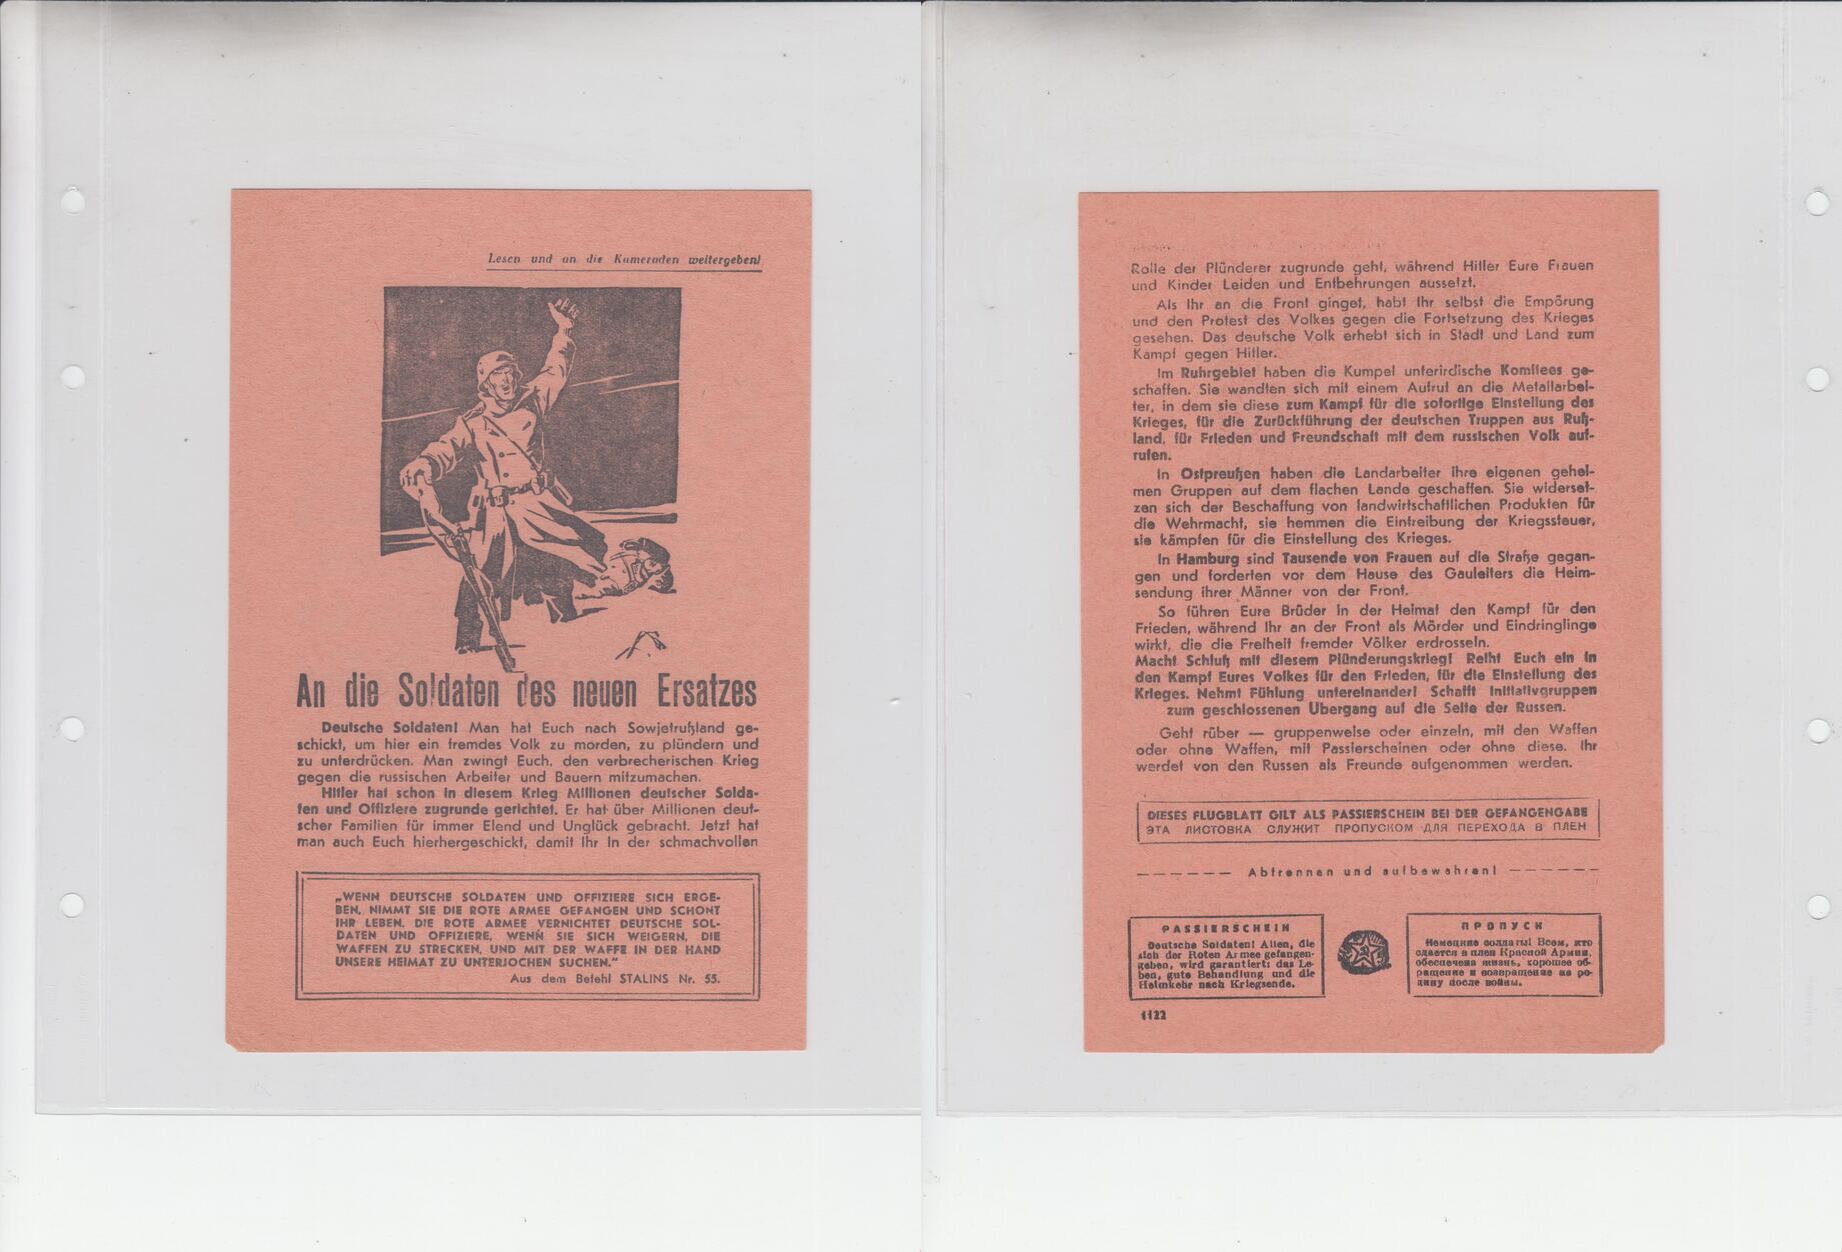 Lesen und an die Kameraden weitergeben!
An die Soldaten des neuen Ersatzes
Deutsche Soldaten! Man hat Euch nach Sowjetrußland ge-
schickt, um hier ein fremdes Volk zu morden, zu plündern und
zu unterdrücken. Man zwingt Euch, den verbrecherischen Krieg
gegen die russischen Arbeiter und Bauern mitzumachen.
Hitler hat schon in diesem Krieg Millionen deutscher Solda-
ten und Offiziere zugrunde gerichtet. Er hat über Millionen deut-
scher Familien für immer Elend und Unglück gebracht. Jetzt hat
man auch Euch hierhergeschickt, damit Ihr in der schmachvollen
„WENN DEUTSCHE SOLDATEN UND OFFIZIERE SICH ERGE-
BEN, NIMMT SIE DIE ROTE ARMEE GEFANGEN UND SCHONT
IHR LEBEN. DIE ROTE ARMEE VERNICHTET DEUTSCHE SOL-
DATEN UND OFFIZIERE, WENN SIE SICH WEIGERN, DIE
WAFFEN ZU STRECKEN, UND MIT DER WAFFE IN DER HAND
UNSERE HEIMAT ZU UNTERJOCHEN SUCHEN."
Aus dem Befehl STALINS Nr. 55.
Rolle der Plünderer zugrunde geht, während Hitler Eure Frauen
und Kinder Leiden und Entbehrungen aussetzt.
Als Ihr an die Front ginget, habt Ihr selbst die Empörung
und den Protest des Volkes gegen die Fortsetzung des Krieges
gesehen. Das deutsche Volk erhebt sich in Stadt und Land zum
Kampf gegen Hitler.
Im Ruhrgebiet haben die Kumpel unterirdische Komitees ge-
schaffen. Sie wandten sich mit einem Aufruf an die Metallarbei-
ter, in dem sie diese zum Kampf für die sofortige Einstellung des
Krieges, für die Zurückführung der deutschen Truppen aus Ruß-
land, für Frieden und Freundschaft mit dem russischen Volk auf-
rufen.
In Ostpreußen haben die Landarbeiter ihre eigenen gehei-
men Gruppen auf dem flachen Lande geschaffen. Sie widerset-
zen sich der Beschaffung von landwirtschaftlichen Produkten für
die Wehrmacht, sie hemmen die Eintreibung der Kriegssteuer,
sie kämpfen für die Einstellung des Krieges.
In Hamburg sind Tausende von Frauen auf die Straße gegan-
gen und forderten vor dem Hause des Gauleiters die Heim-
sendung ihrer Männer von der Front.
So führen Eure Brüder in der Heimat den Kampf für den
Frieden, während Ihr an der Front als Mörder und Eindringlinge
wirkt, die die Freiheit fremder Völker erdrosseln.
Macht Schluß mit diesem Plünderungskrieg! Reiht Euch ein in
den Kampf Eures Volkes für den Frieden, für die Einstellung des
Krieges. Nehmt Fühlung untereinander! Schafft Initiativgruppen
zum geschlossenen Übergang auf die Seite der Russen.
Geht rüber — gruppenweise oder einzeln, mit den Waffen
oder ohne Waffen, mit Passierscheinen oder ohne diese. Ihr
werdet von den Russen als Freunde aufgenommen werden.
DIESES FLUGBLATT GILT ALS PASSIERSCHEIN BEI DER GEFANGENGABE
ЭТА ЛИСТОВКА СЛУЖИТ ПРОПУСКОМ ДЛЯ ПЕРЕХОДА В ПЛЕН
Abtrennen und aufbewahren!
PASSIERSCHEIN
Deutsche Soldaten! Allen, die
sich der Roten Armee gefangen-
geben, wird garantiert: das Le-
ben, gute Behandlung und die
Heimkehr nach Kriegsende.
ПРОПУСК
Немецкие солдаты! Всем, кто
сдается в плен Красной Армии,
обеспечена жизнь, хорошее об-
ращение и возвращение на ро-
дину после войны.
1122